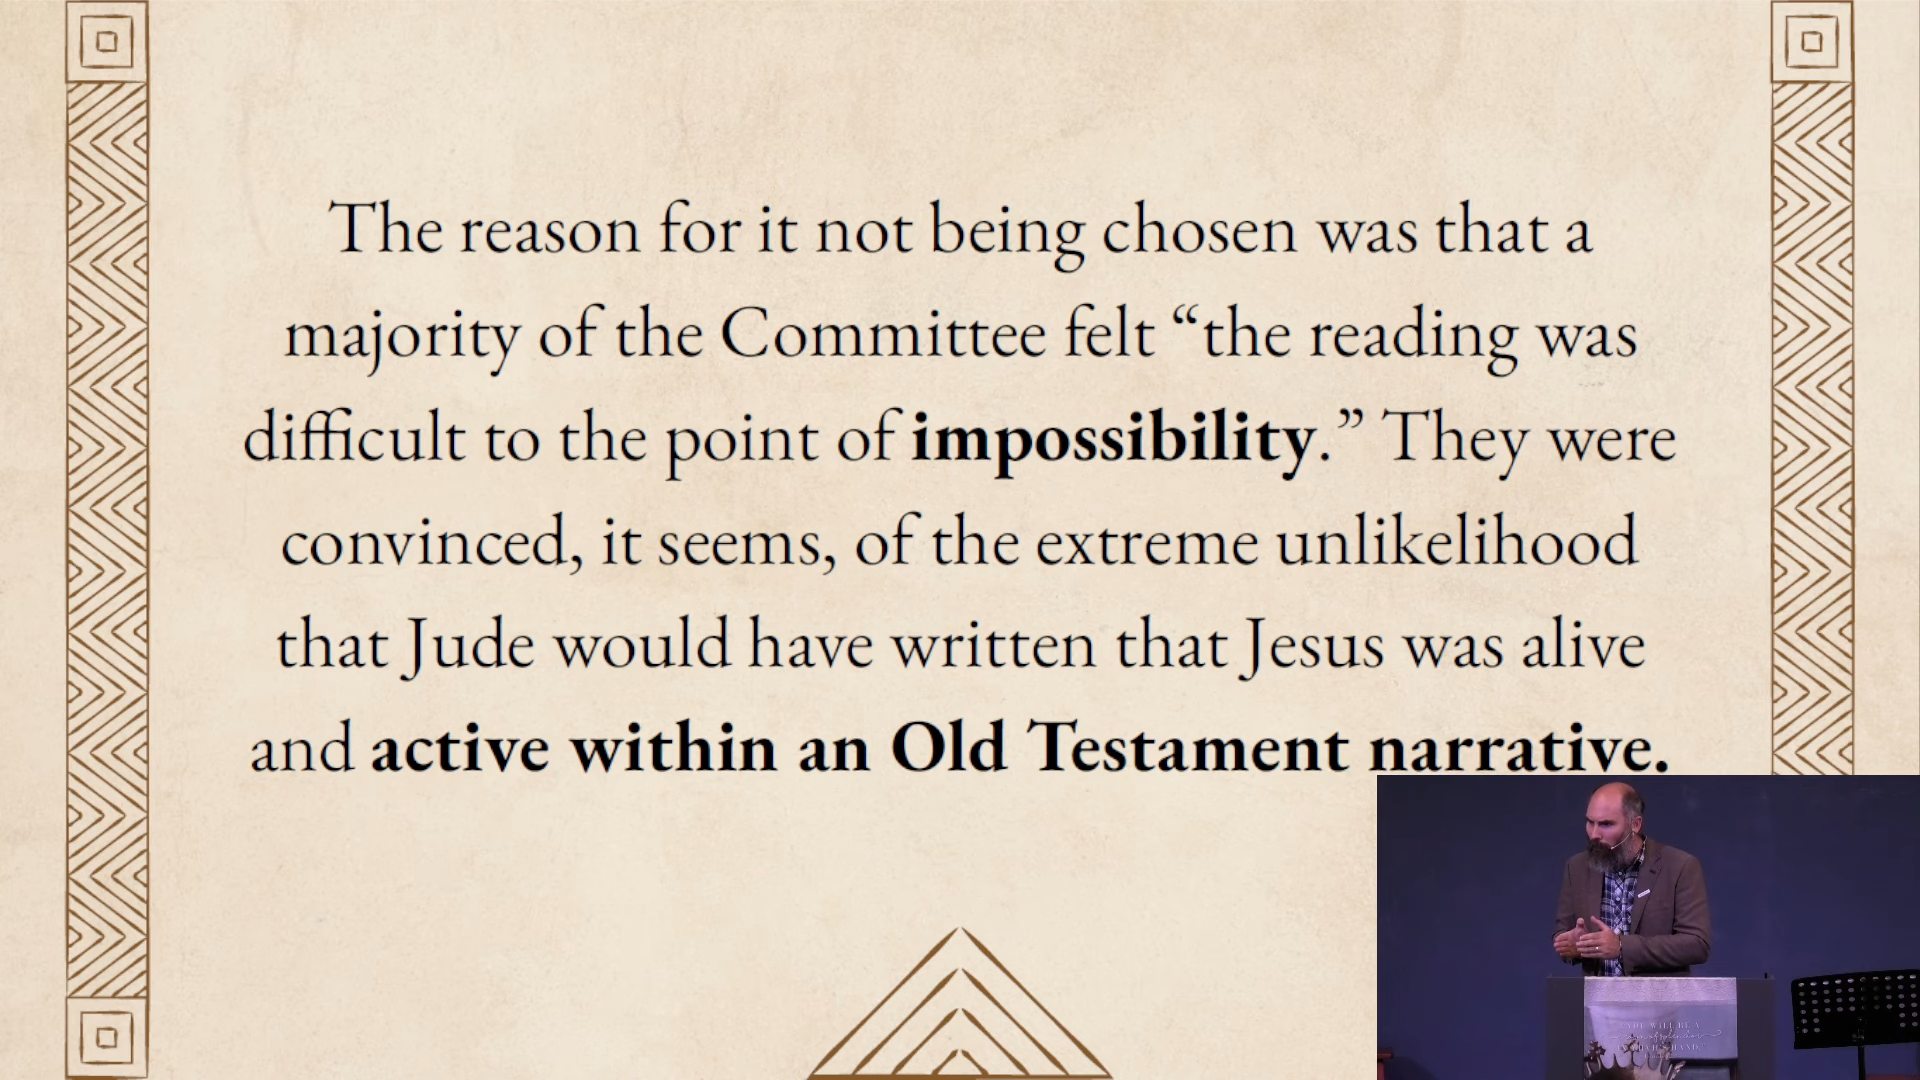 The reason for it not being chosen was that a
majority of the Committee felt “the reading was
difficult to the point of impossibility.” They were
convinced, it seems, of the extreme unlikelihood
that Jude would have written that Jesus was alive
and active within an Old Testament narrative.